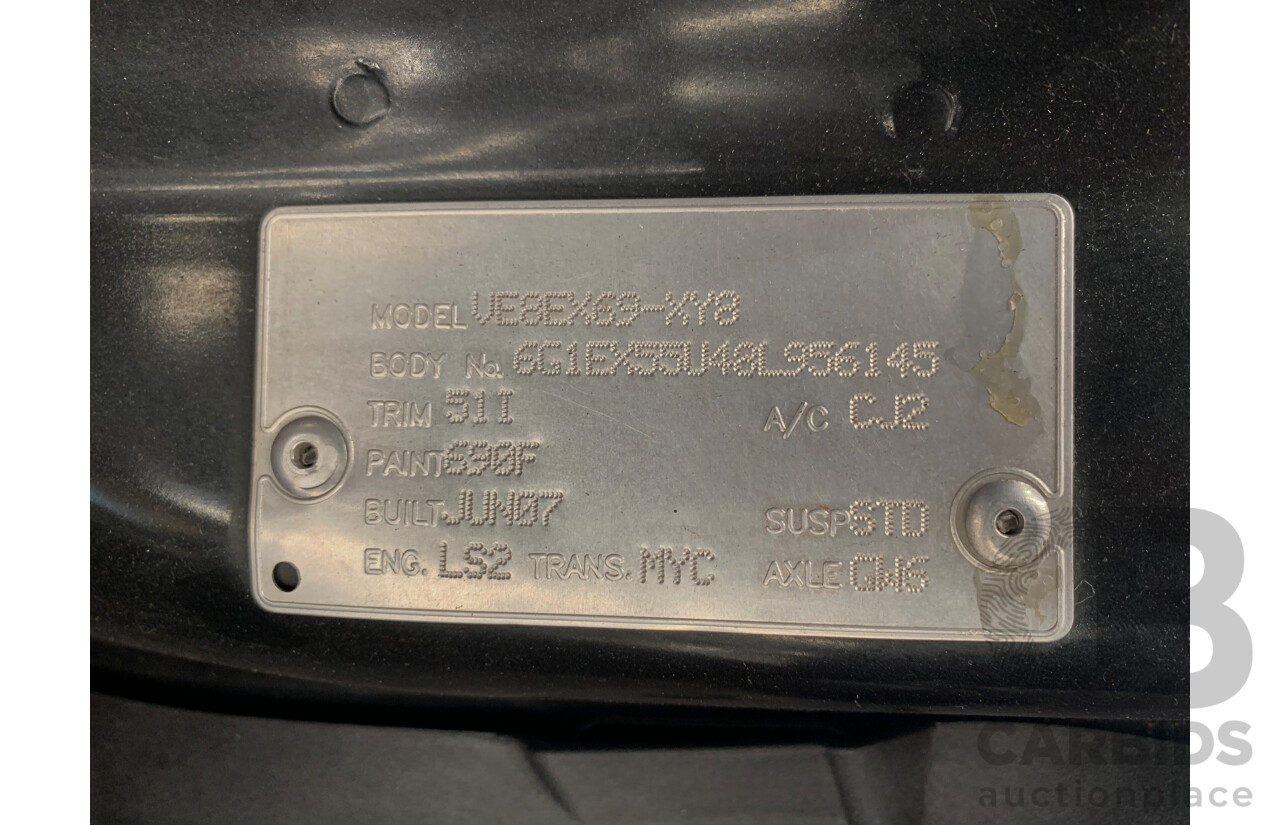 MODEL VE8EX69-XY8
BODY No. 6G1EX55U48L956145
TRIM 51I A/C CJ2
PAINT 690F
BUILT JUN07 SUSP STD
ENG. LS2 TRANS. MYC AXLE QW6
CARBIDS
auctionplace